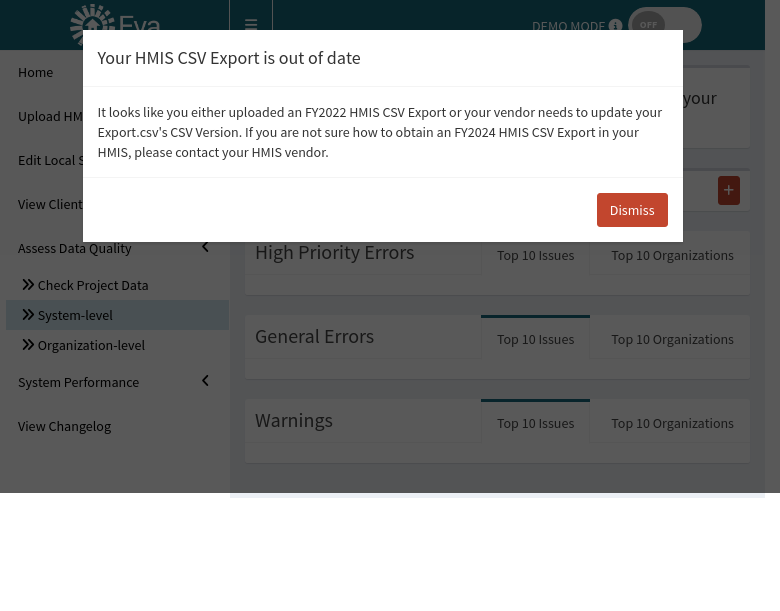 Eva
DEMO MODE
OFF
Home
Upload HM
Edit Local S
View Client
Assess Data Quality
Check Project Data
System-level
Organization-level
System Performance
View Changelog
Your HMIS CSV Export is out of date
It looks like you either uploaded an FY2022 HMIS CSV Export or your vendor needs to update your
Export.csv's CSV Version. If you are not sure how to obtain an FY2024 HMIS CSV Export in your
HMIS, please contact your HMIS vendor.
Dismiss
your
High Priority Errors
Top 10 Issues
Top 10 Organizations
General Errors
Top 10 Issues
Top 10 Organizations
Warnings
Top 10 Issues
Top 10 Organizations